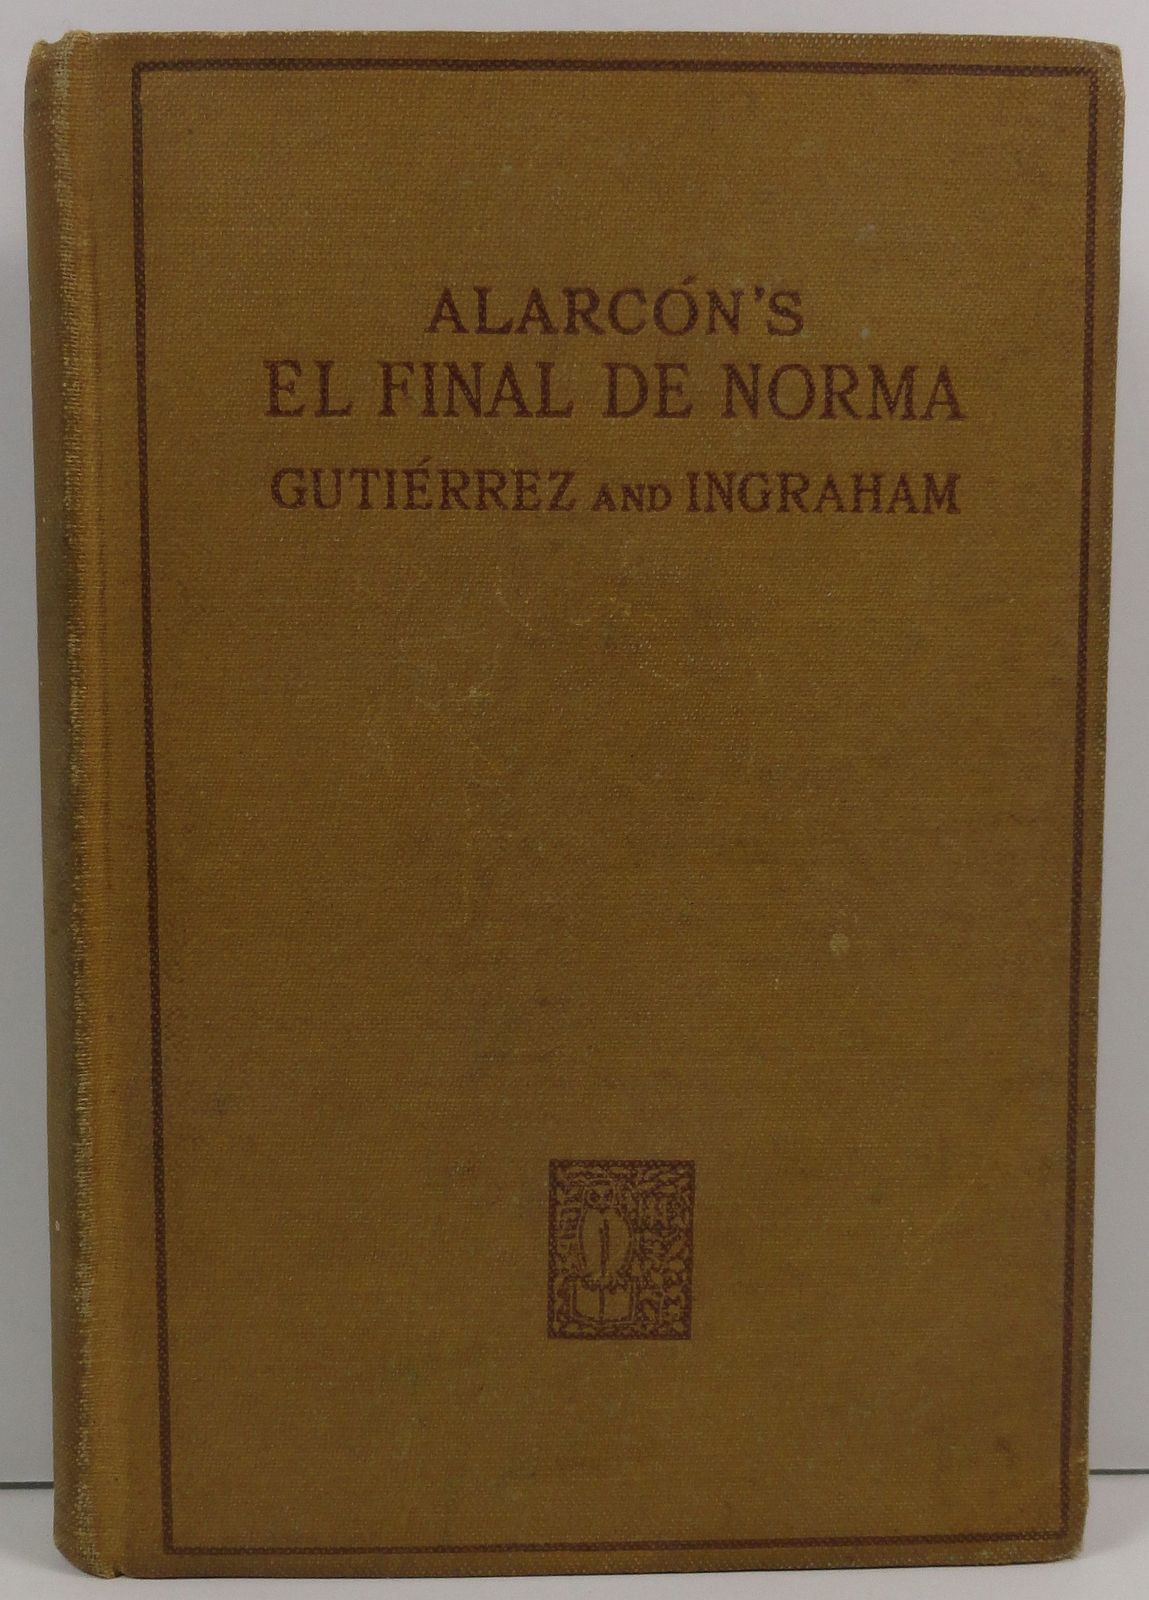 ALARCÓN'S
EL FINAL DE NORMA
GUTIÉRREZ AND INGRAHAM